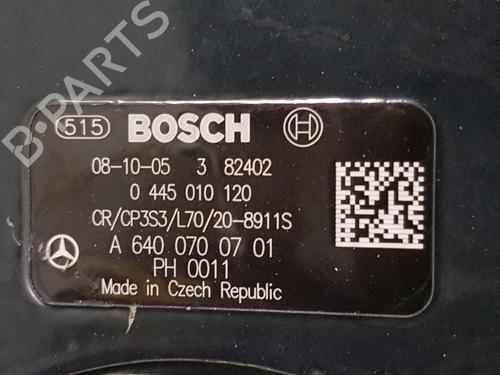 B-PARTS
515 BOSCH
08-10-05 3 82402
0 445 010 120
CR/CP3S3/L70/20-8911S
A 640 070 07 01
PH 0011
Made in Czech Republic